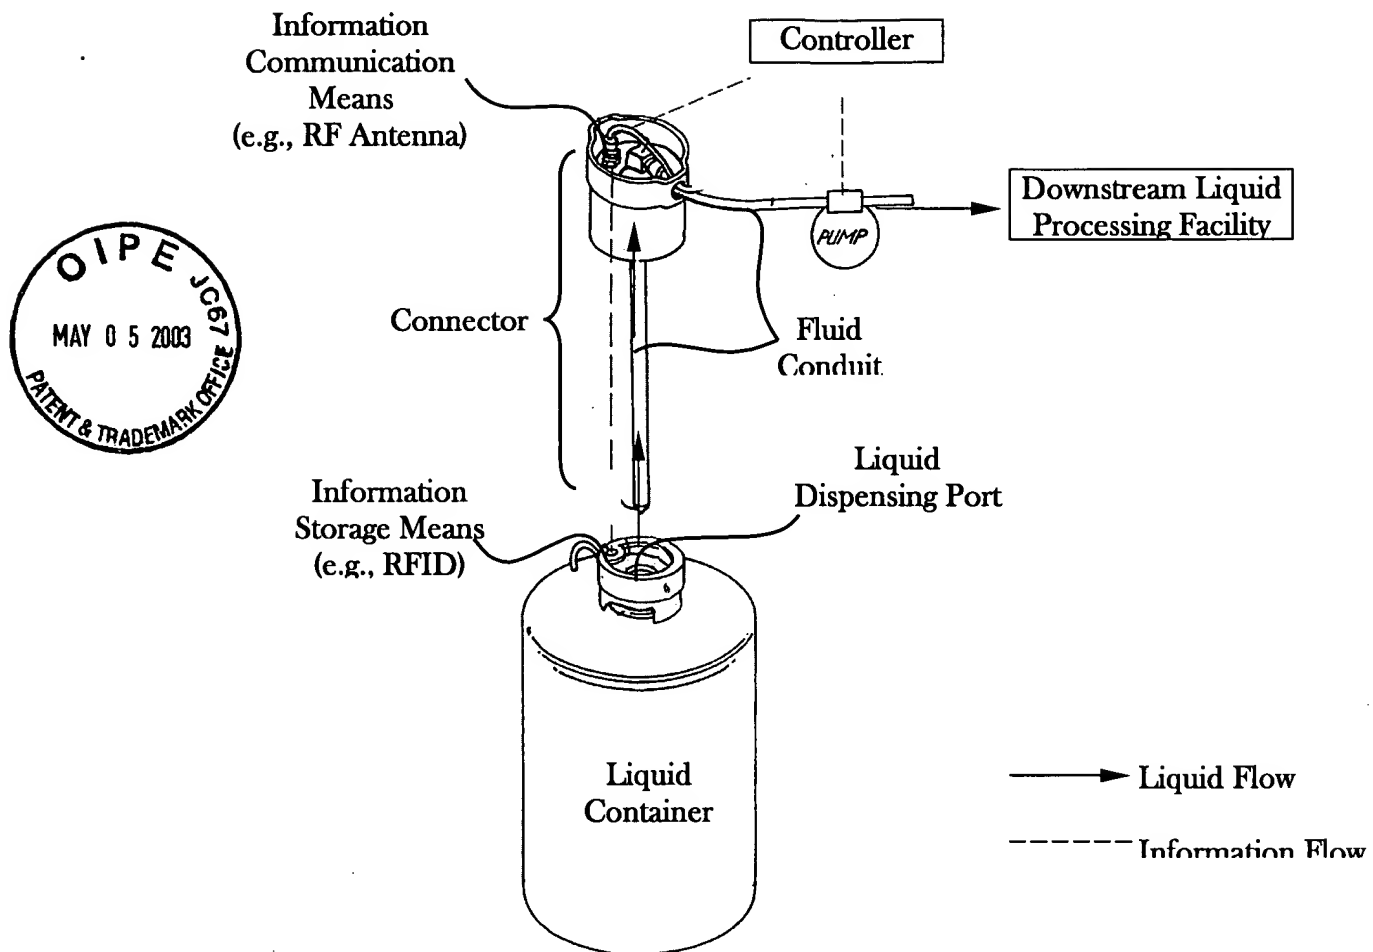 Information
Communication
Means
(e.g., RF Antenna)
Controller
Downstream Liquid
Processing Facility
PUMP
OIPE JC67
MAY 0 5 2003
PATENT & TRADEMARK OFFICE
Connector
Fluid
Conduit
Liquid
Dispensing Port
Information
Storage Means
(e.g., RFID)
Liquid
Container
Liquid Flow
Information Flow